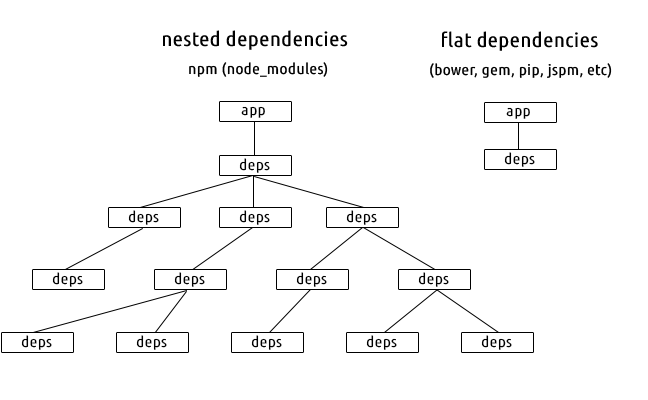 nested dependencies
npm (node_modules)
flat dependencies
(bower, gem, pip, jspm, etc)
app
app
deps
deps
deps
deps
deps
deps
deps
deps
deps
deps
deps
deps
deps
deps